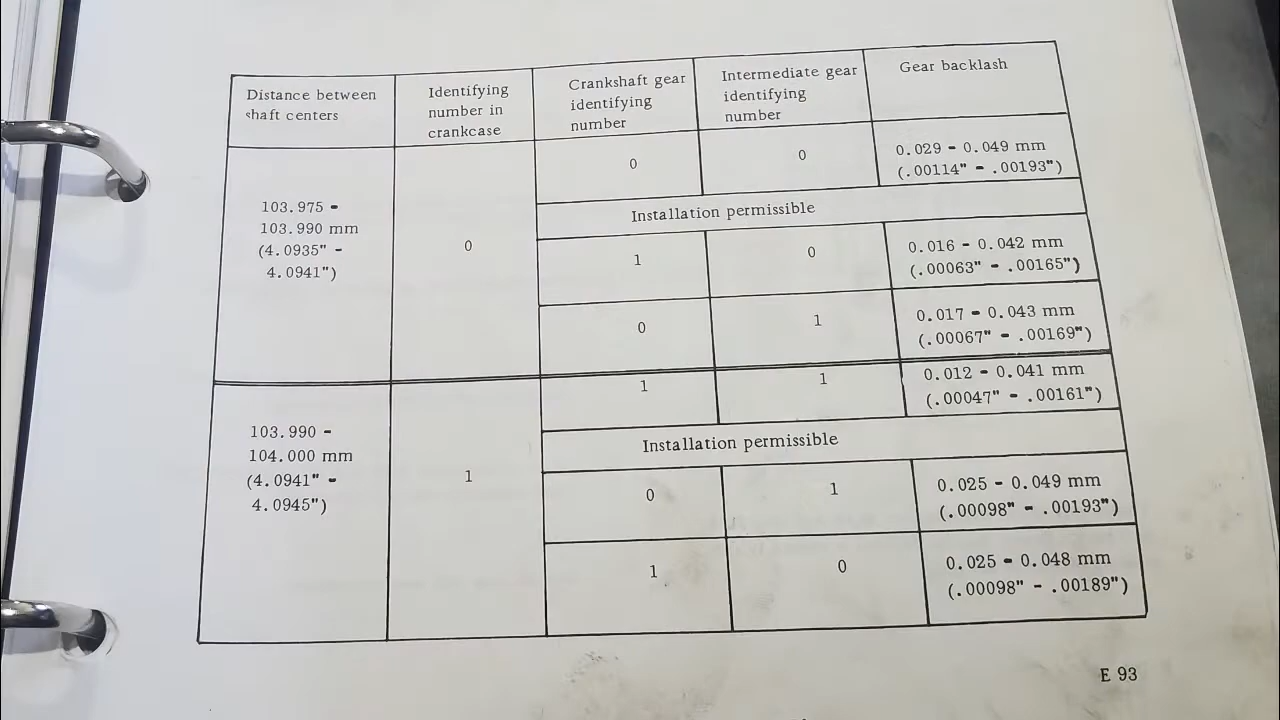 Distance between
shaft centers
Identifying
number in
crankcase
Crankshaft gear
identifying
number
Intermediate gear
identifying
number
Gear backlash
103.975 -
103.990 mm
(4.0935" -
4.0941")
0
0
0
0.029 - 0.049 mm
(.00114" - .00193")
Installation permissible
1
0
0.016 - 0.042 mm
(.00063" - .00165")
0
1
0.017 - 0.043 mm
(.00067" - .00169")
103.990 -
104.000 mm
(4.0941" -
4.0945")
1
1
1
0.012 - 0.041 mm
(.00047" - .00161")
Installation permissible
0
1
0.025 - 0.049 mm
(.00098" - .00193")
1
0
0.025 - 0.048 mm
(.00098" - .00189")
E 93